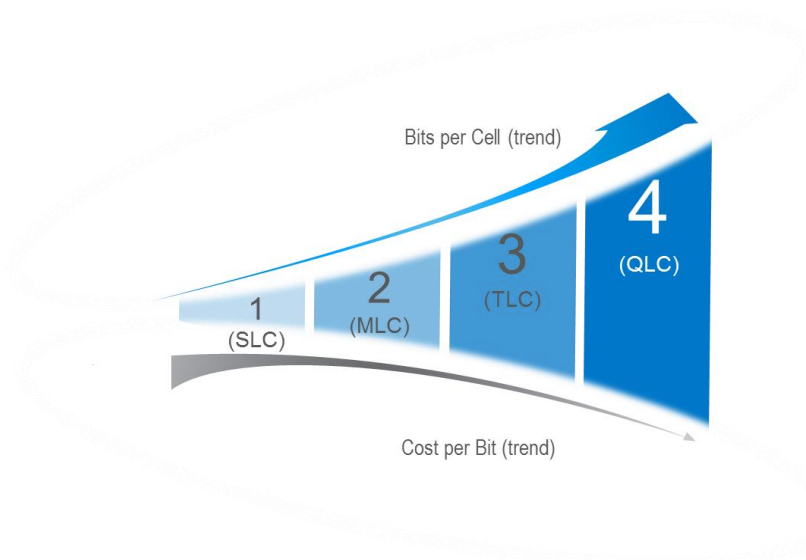 Bits per Cell (trend)
1
(SLC)
2
(MLC)
3
(TLC)
4
(QLC)
Cost per Bit (trend)